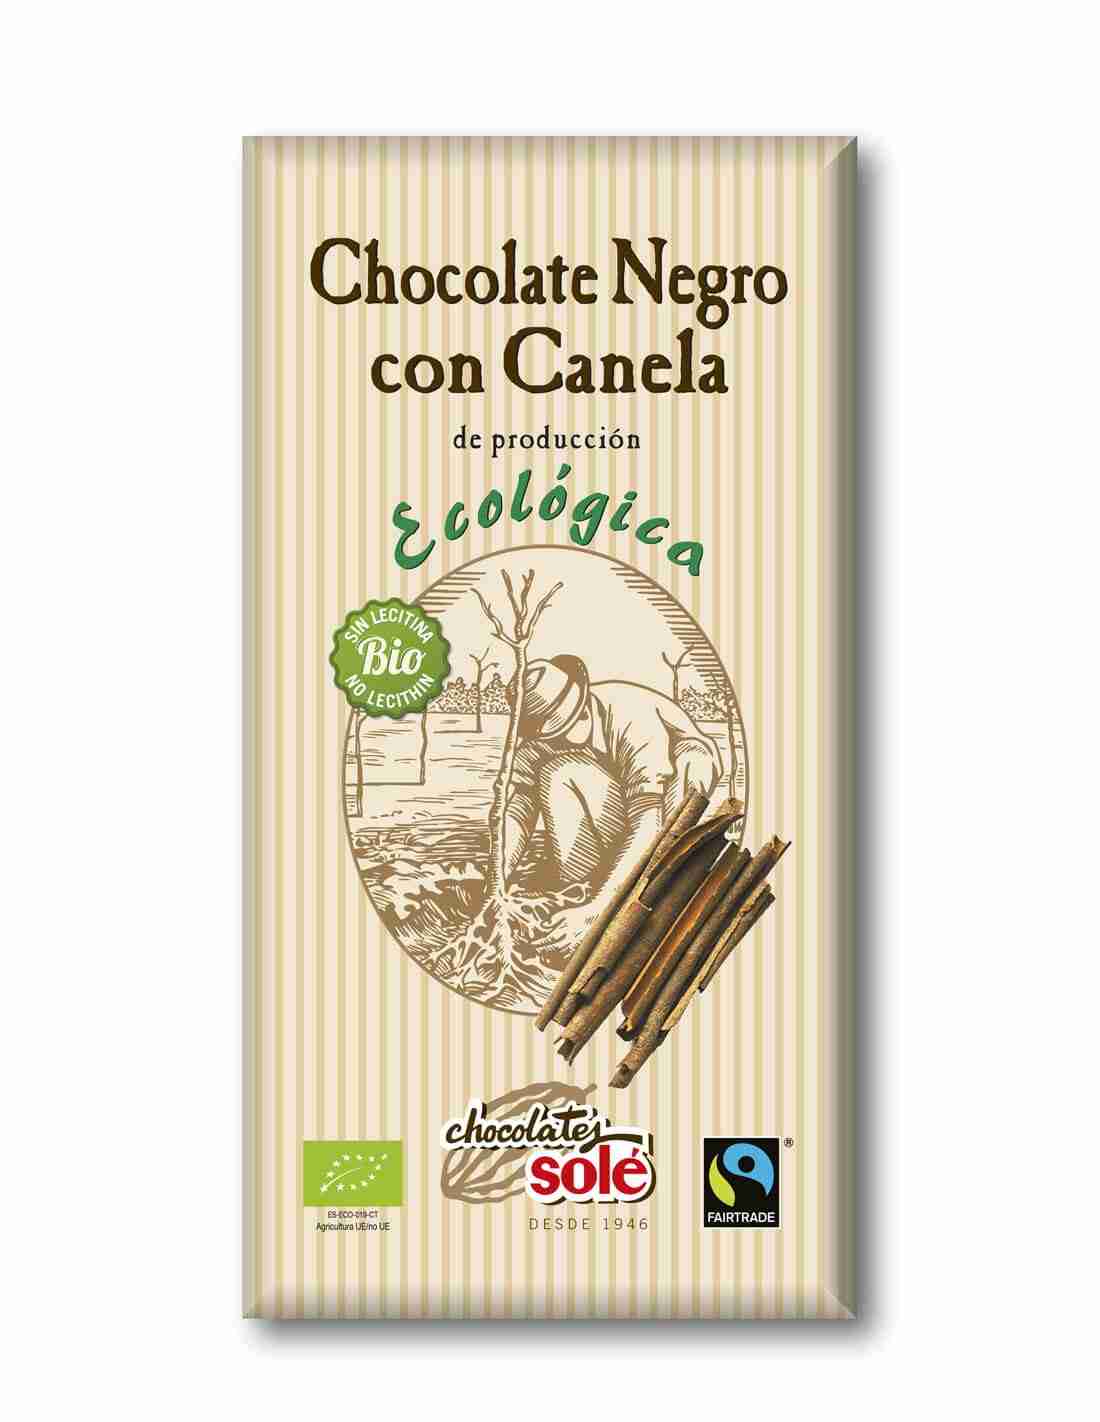 Chocolate Negro
con Canela
de producción
Ecológica
SIN LECITINA
Bio
NO LECITHIN
chocolates
solé
DESDE 1946
ES-ECO-019-CT
Agricultura UE/no UE
FAIRTRADE
®